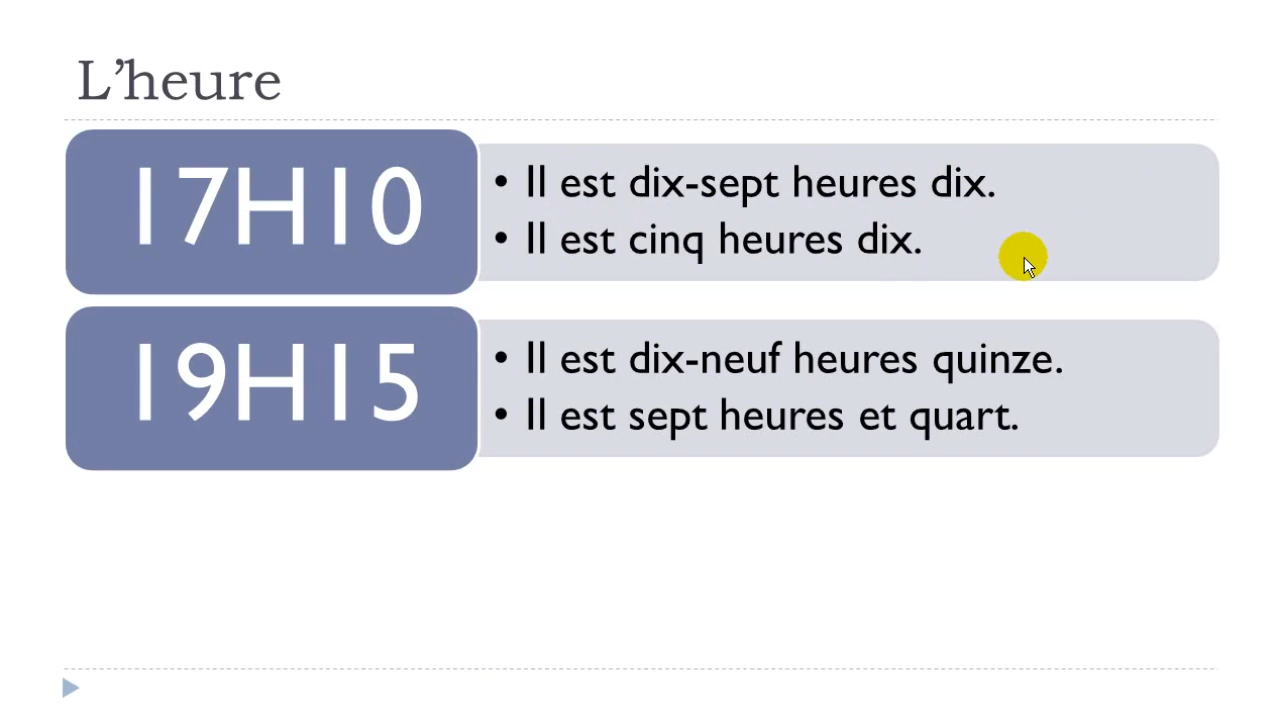 L’heure
17H10
• Il est dix-sept heures dix.
• Il est cinq heures dix.
19H15
• Il est dix-neuf heures quinze.
• Il est sept heures et quart.